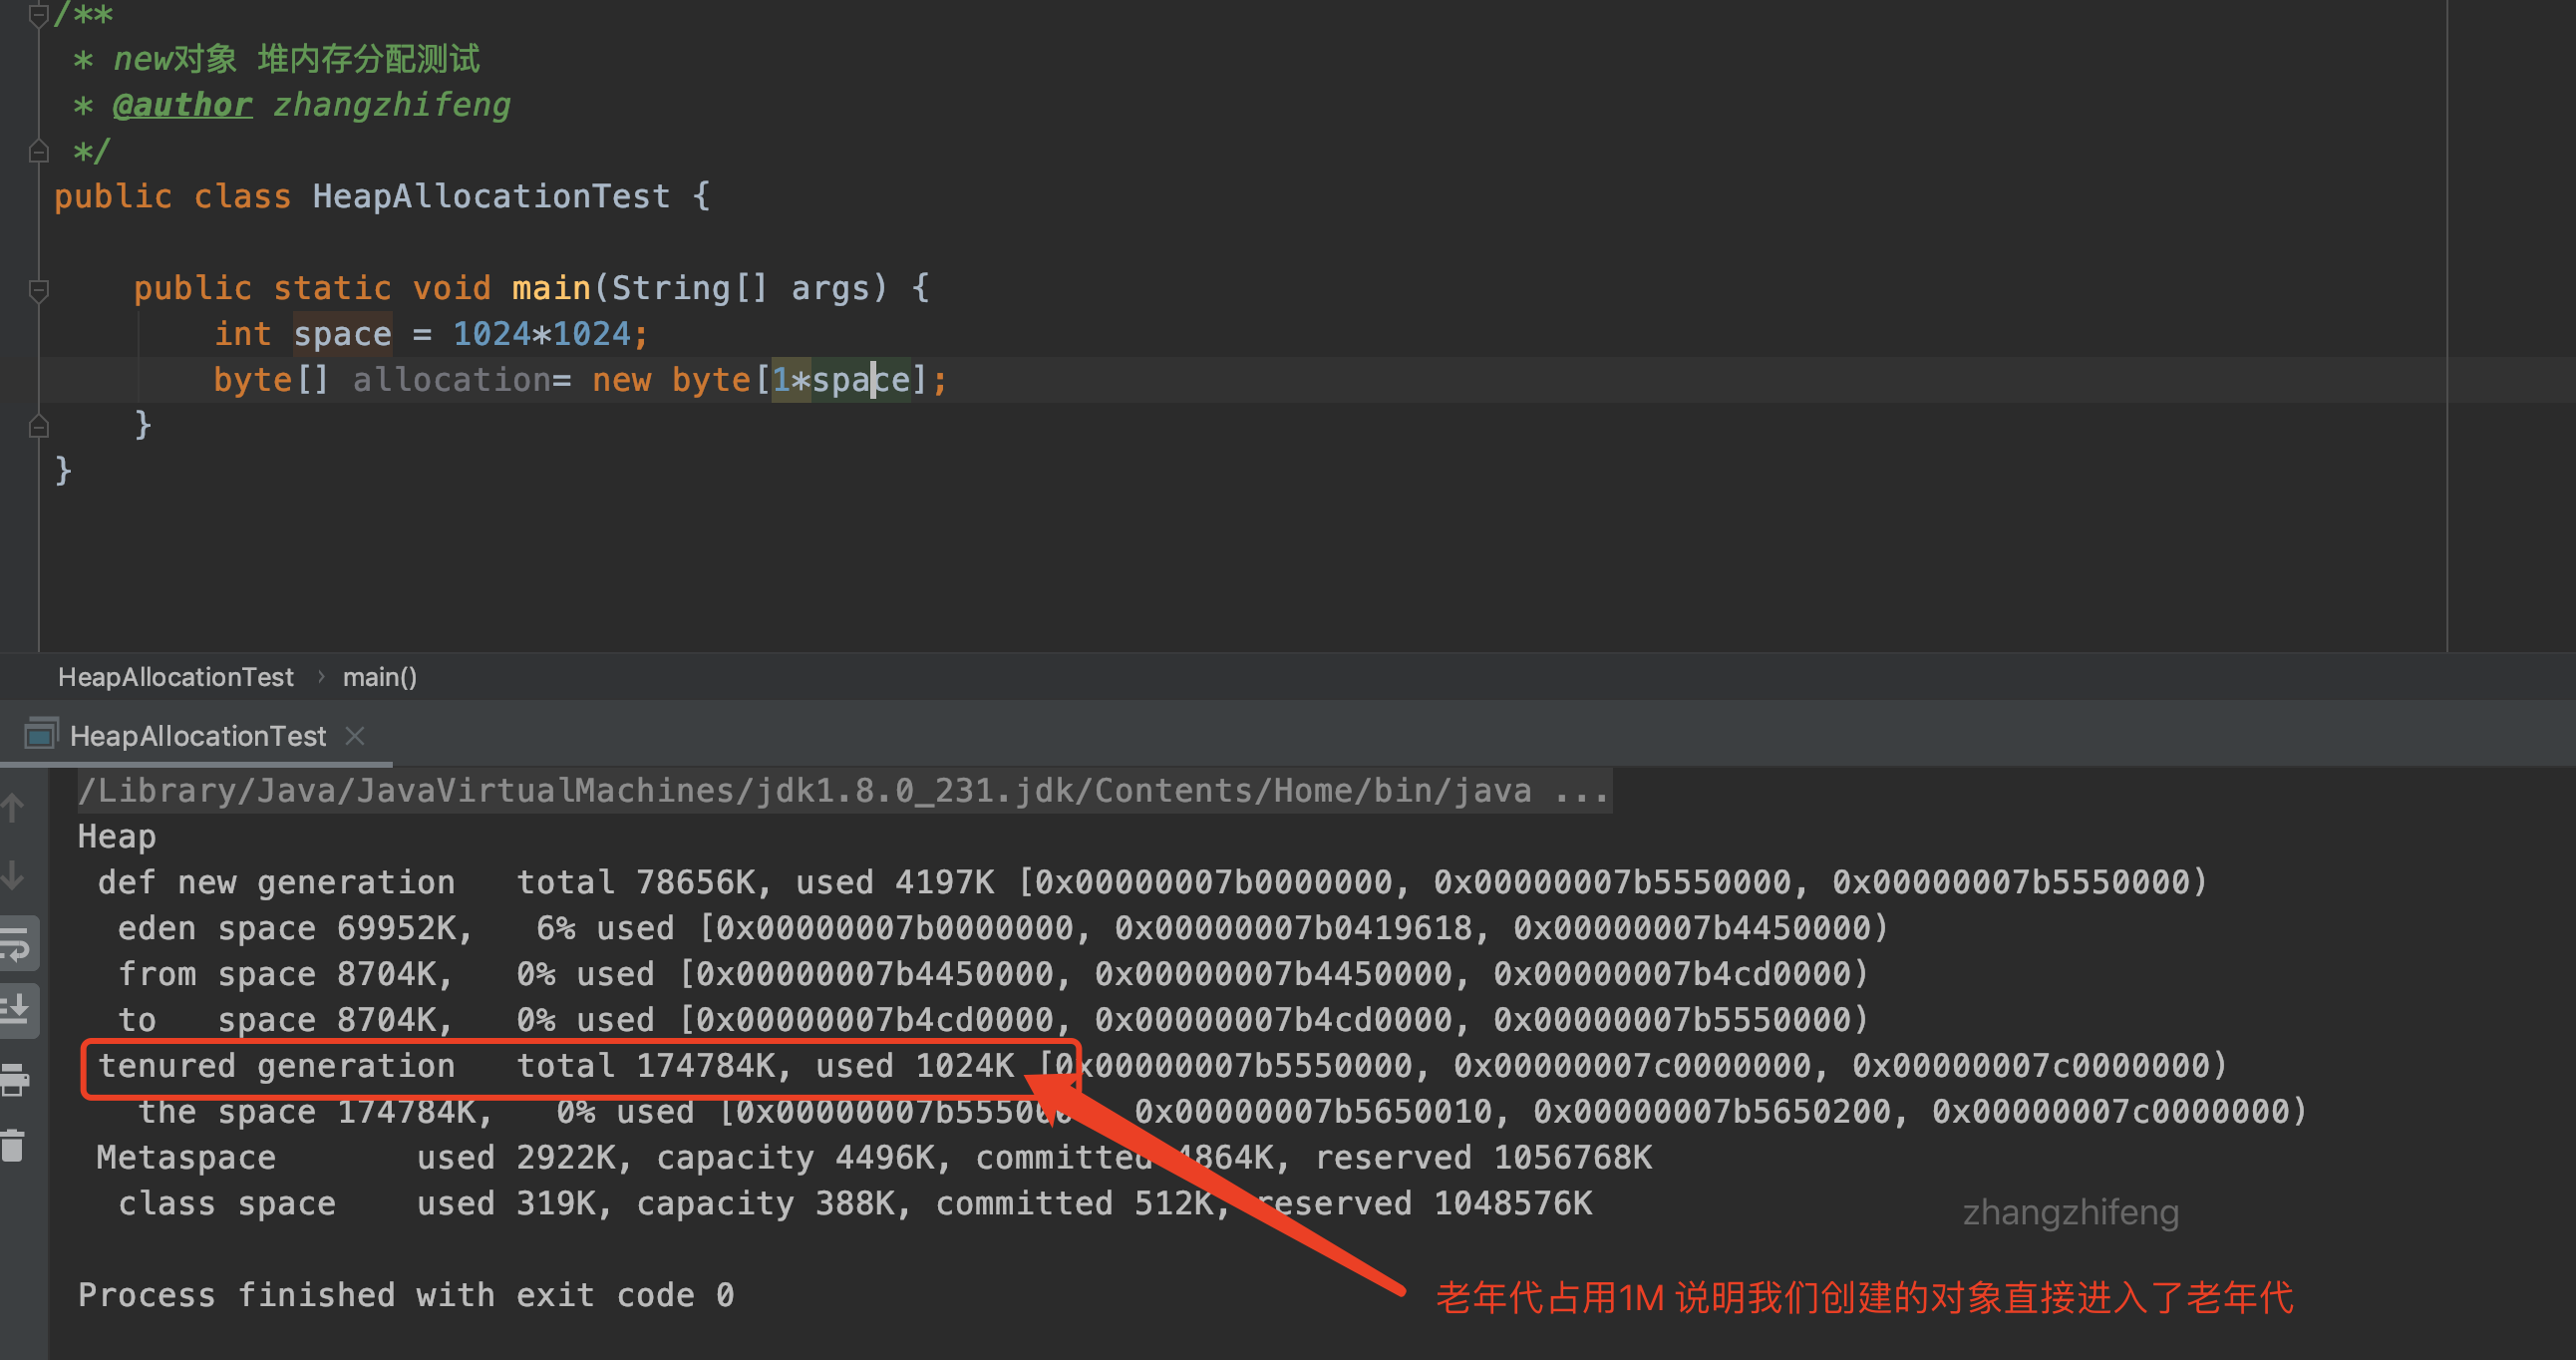 /**
 * new对象 堆内存分配测试
 * @author zhangzhifeng
 */
public class HeapAllocationTest {
    public static void main(String[] args) {
        int space = 1024*1024;
        byte[] allocation= new byte[1*space];
    }
}
HeapAllocationTest › main()
HeapAllocationTest ×
/Library/Java/JavaVirtualMachines/jdk1.8.0_231.jdk/Contents/Home/bin/java ...
Heap
 def new generation   total 78656K, used 4197K [0x00000007b0000000, 0x00000007b5550000, 0x00000007b5550000)
  eden space 69952K,   6% used [0x00000007b0000000, 0x00000007b0419618, 0x00000007b4450000)
  from space 8704K,   0% used [0x00000007b4450000, 0x00000007b4450000, 0x00000007b4cd0000)
  to   space 8704K,   0% used [0x00000007b4cd0000, 0x00000007b4cd0000, 0x00000007b5550000)
 tenured generation   total 174784K, used 1024K [0x00000007b5550000, 0x00000007c0000000, 0x00000007c0000000)
   the space 174784K,   0% used 0x00000007b5650010, 0x00000007b5650200, 0x00000007c0000000)
 Metaspace       used 2922K, capacity 4496K, committed 4864K, reserved 1056768K
  class space    used 319K, capacity 388K, committed 512K, reserved 1048576K
zhangzhifeng
Process finished with exit code 0
老年代占用1M 说明我们创建的对象直接进入了老年代